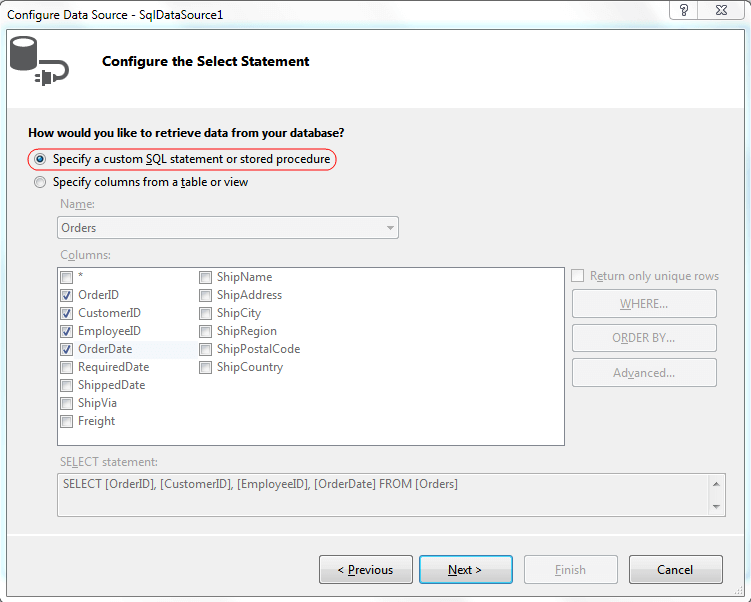 Configure Data Source - SqlDataSource1
?
Configure the Select Statement
How would you like to retrieve data from your database?
Specify a custom SQL statement or stored procedure
Specify columns from a table or view
Name:
Orders
Columns:
*
OrderID
CustomerID
EmployeeID
OrderDate
RequiredDate
ShippedDate
ShipVia
Freight
ShipName
ShipAddress
ShipCity
ShipRegion
ShipPostalCode
ShipCountry
Return only unique rows
WHERE...
ORDER BY...
Advanced...
SELECT statement:
SELECT [OrderID], [CustomerID], [EmployeeID], [OrderDate] FROM [Orders]
< Previous
Next >
Finish
Cancel